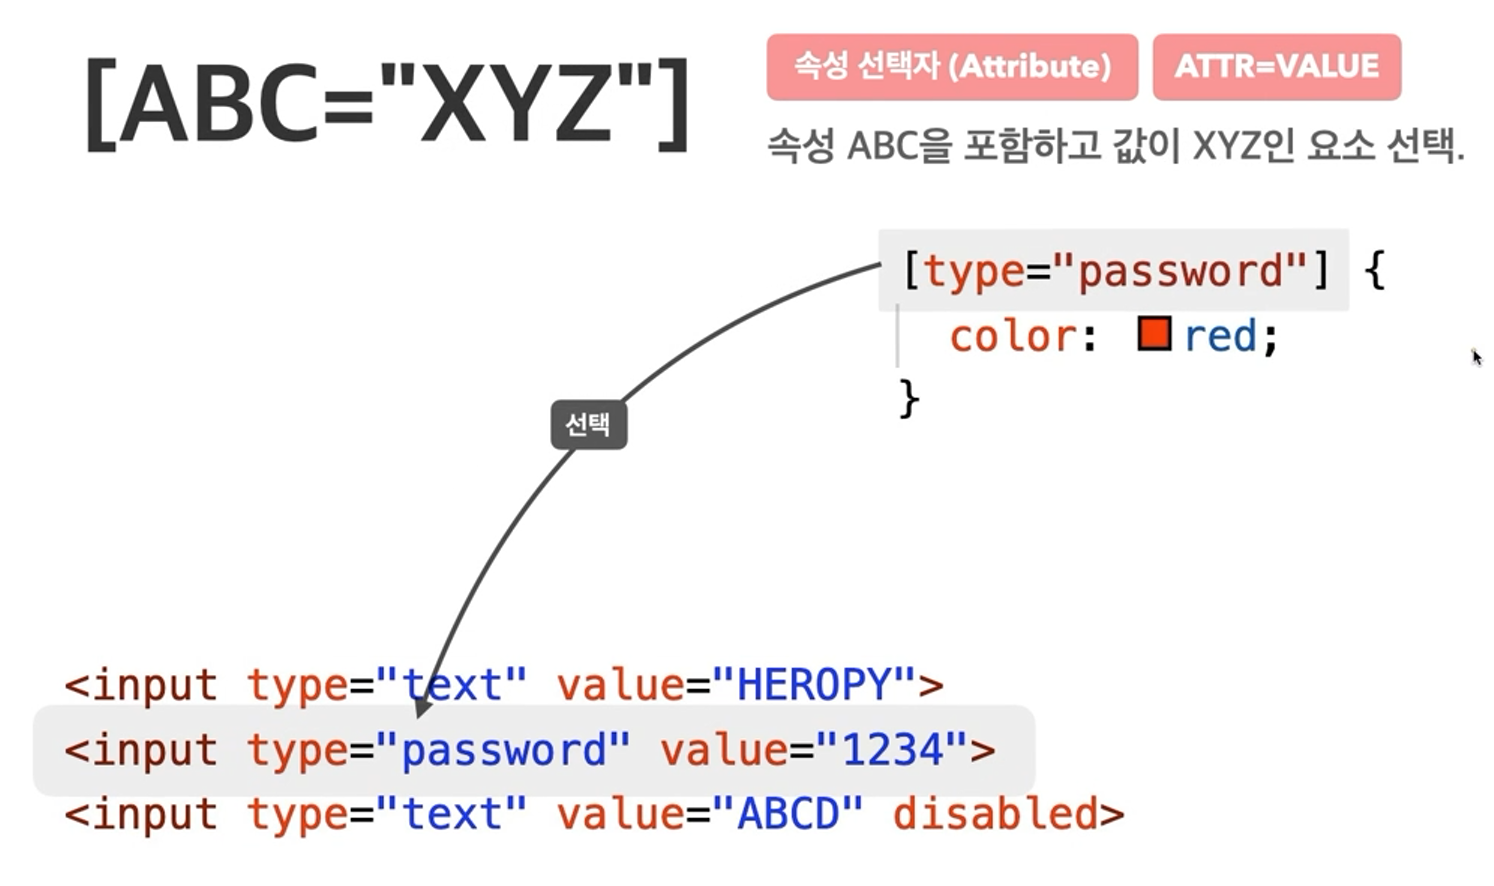 [ABC="XYZ"]
속성 선택자 (Attribute) ATTR=VALUE
속성 ABC을 포함하고 값이 XYZ인 요소 선택.
[type="password"] {
color: red;
}
선택
<input type="text" value="HEROPY">
<input type="password" value="1234">
<input type="text" value="ABCD" disabled>